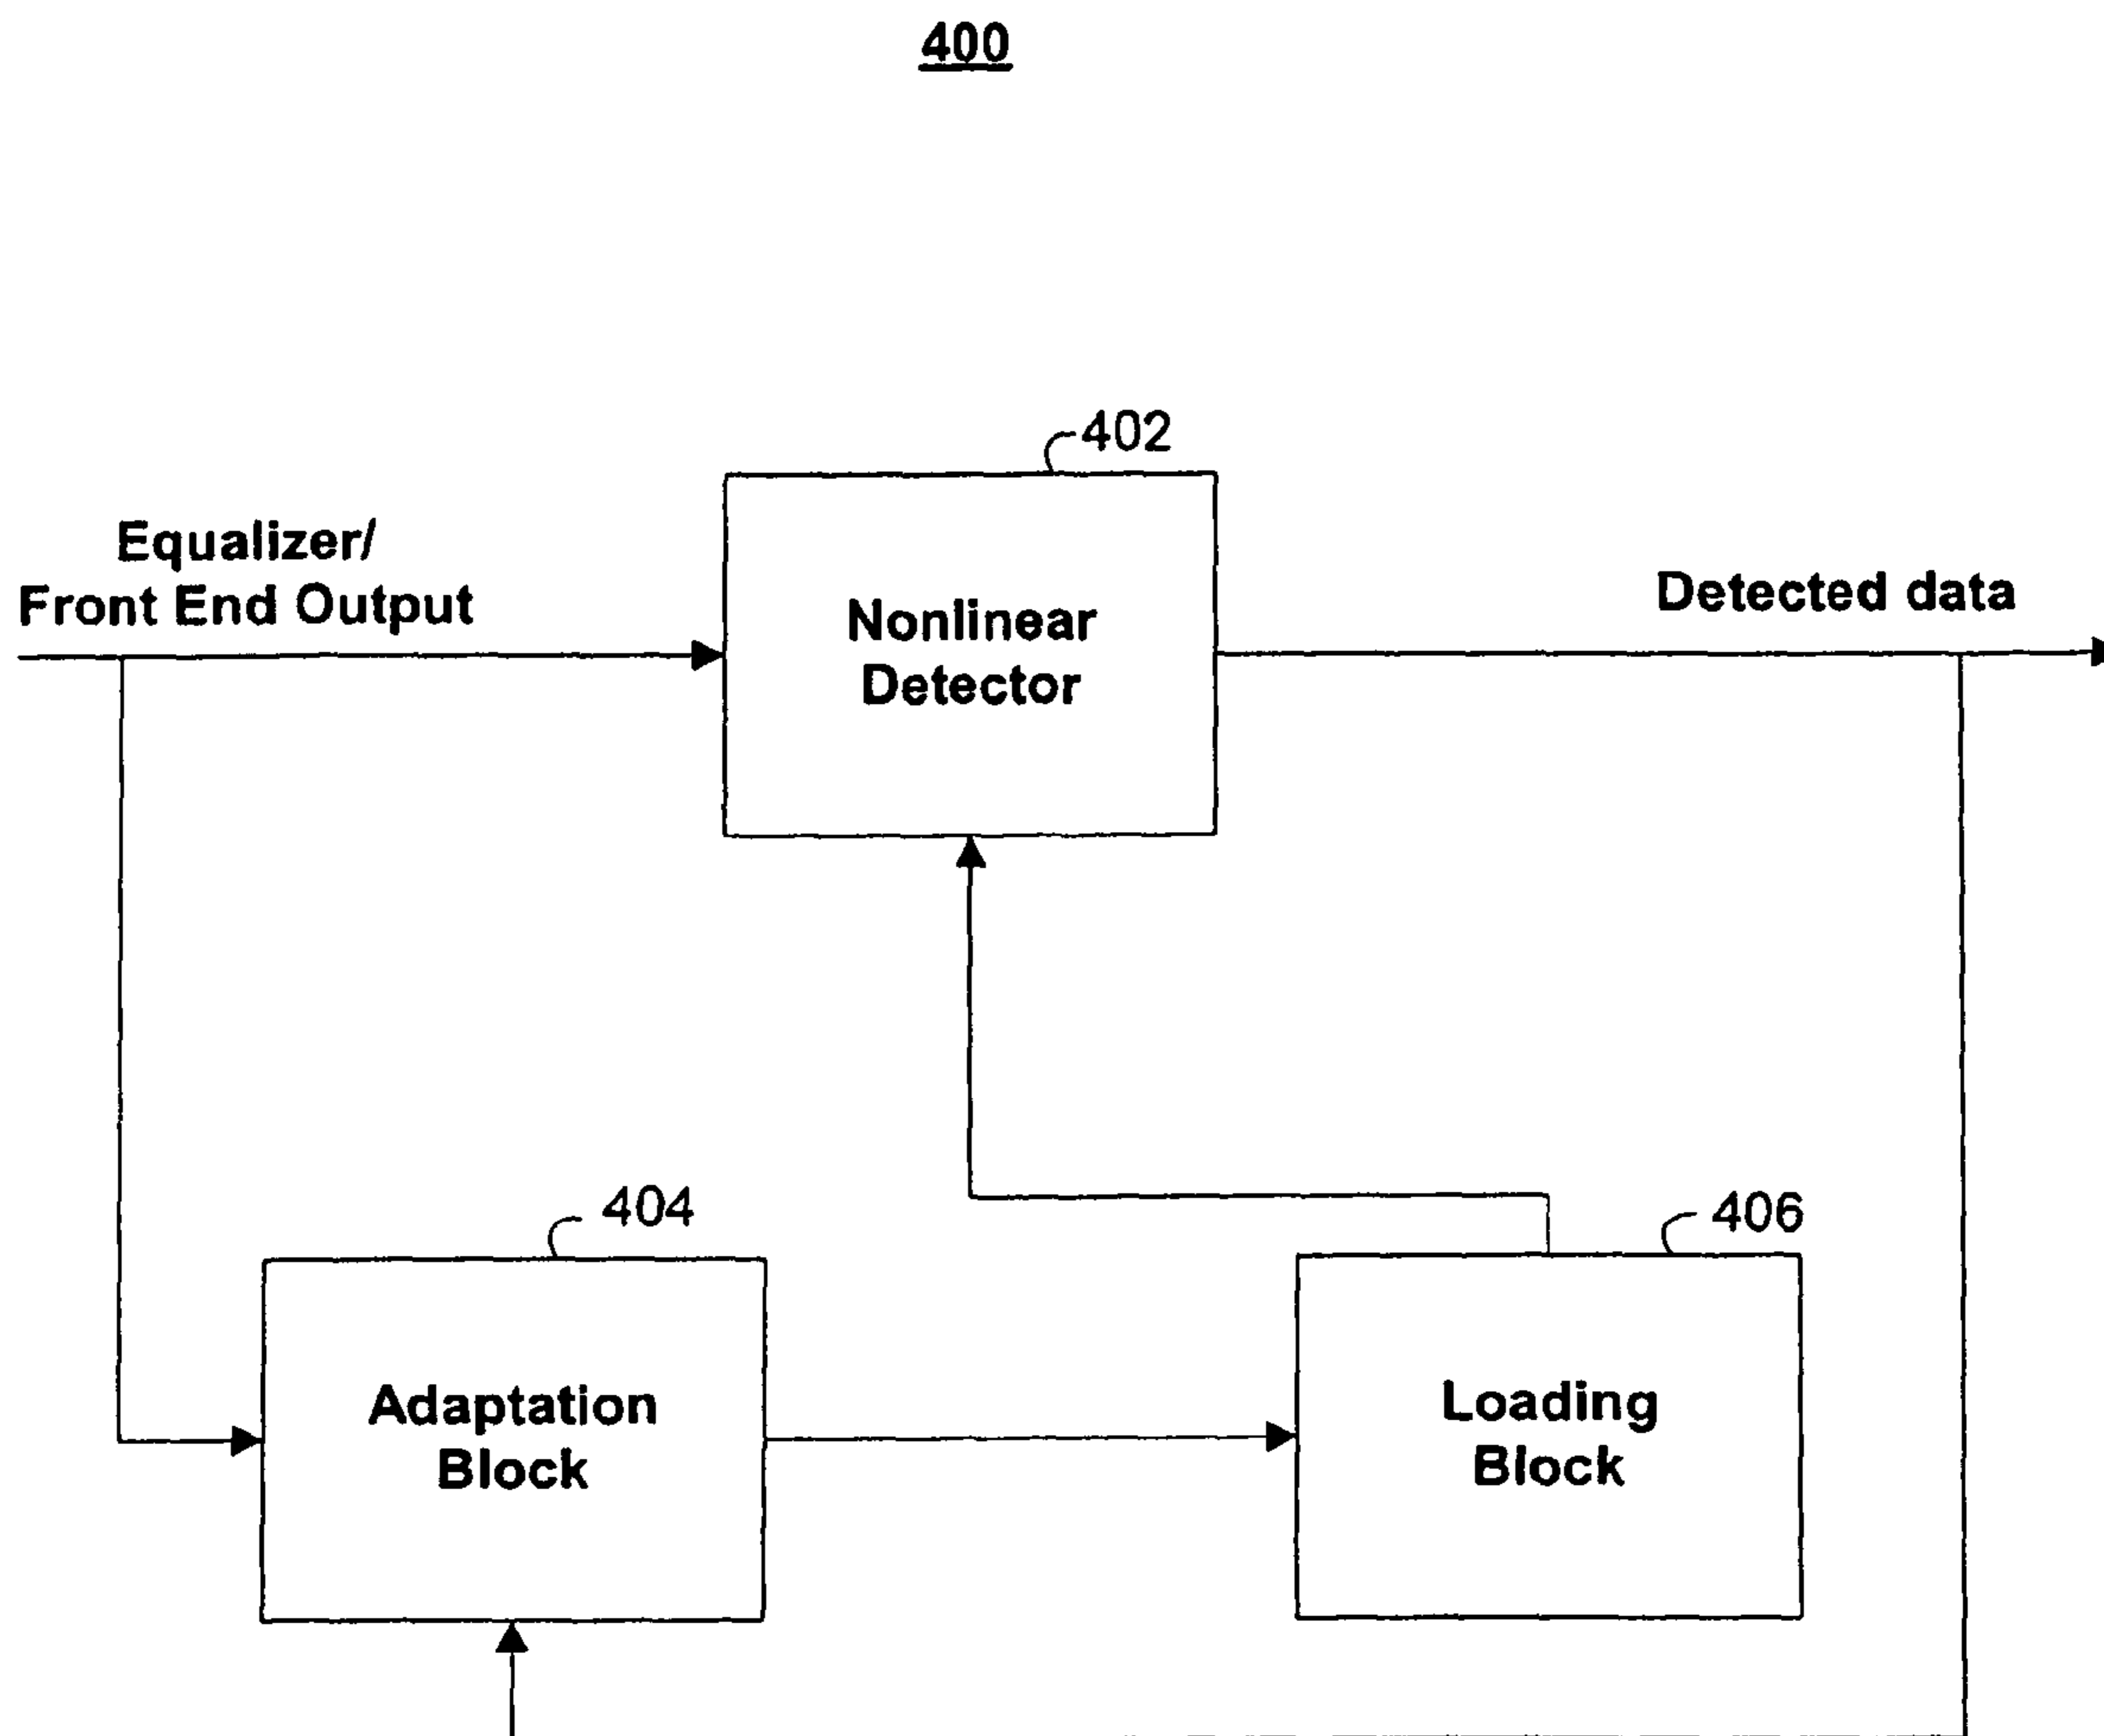 400
402
Equalizer/
Front End Output
Nonlinear
Detector
Detected data
404
406
Adaptation
Block
Loading
Block